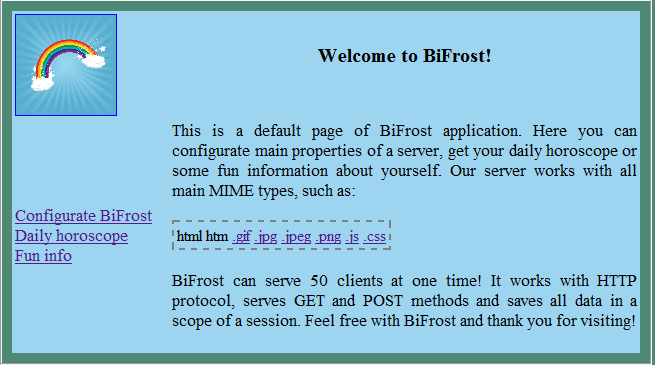 Welcome to BiFrost!
This is a default page of BiFrost application. Here you can
configurate main properties of a server, get your daily horoscope or
some fun information about yourself. Our server works with all
main MIME types, such as:
Configurate BiFrost
Daily horoscope
Fun info
html htm .gif .jpg .jpeg .png .js .css
BiFrost can serve 50 clients at one time! It works with HTTP
protocol, serves GET and POST methods and saves all data in a
scope of a session. Feel free with BiFrost and thank you for visiting!